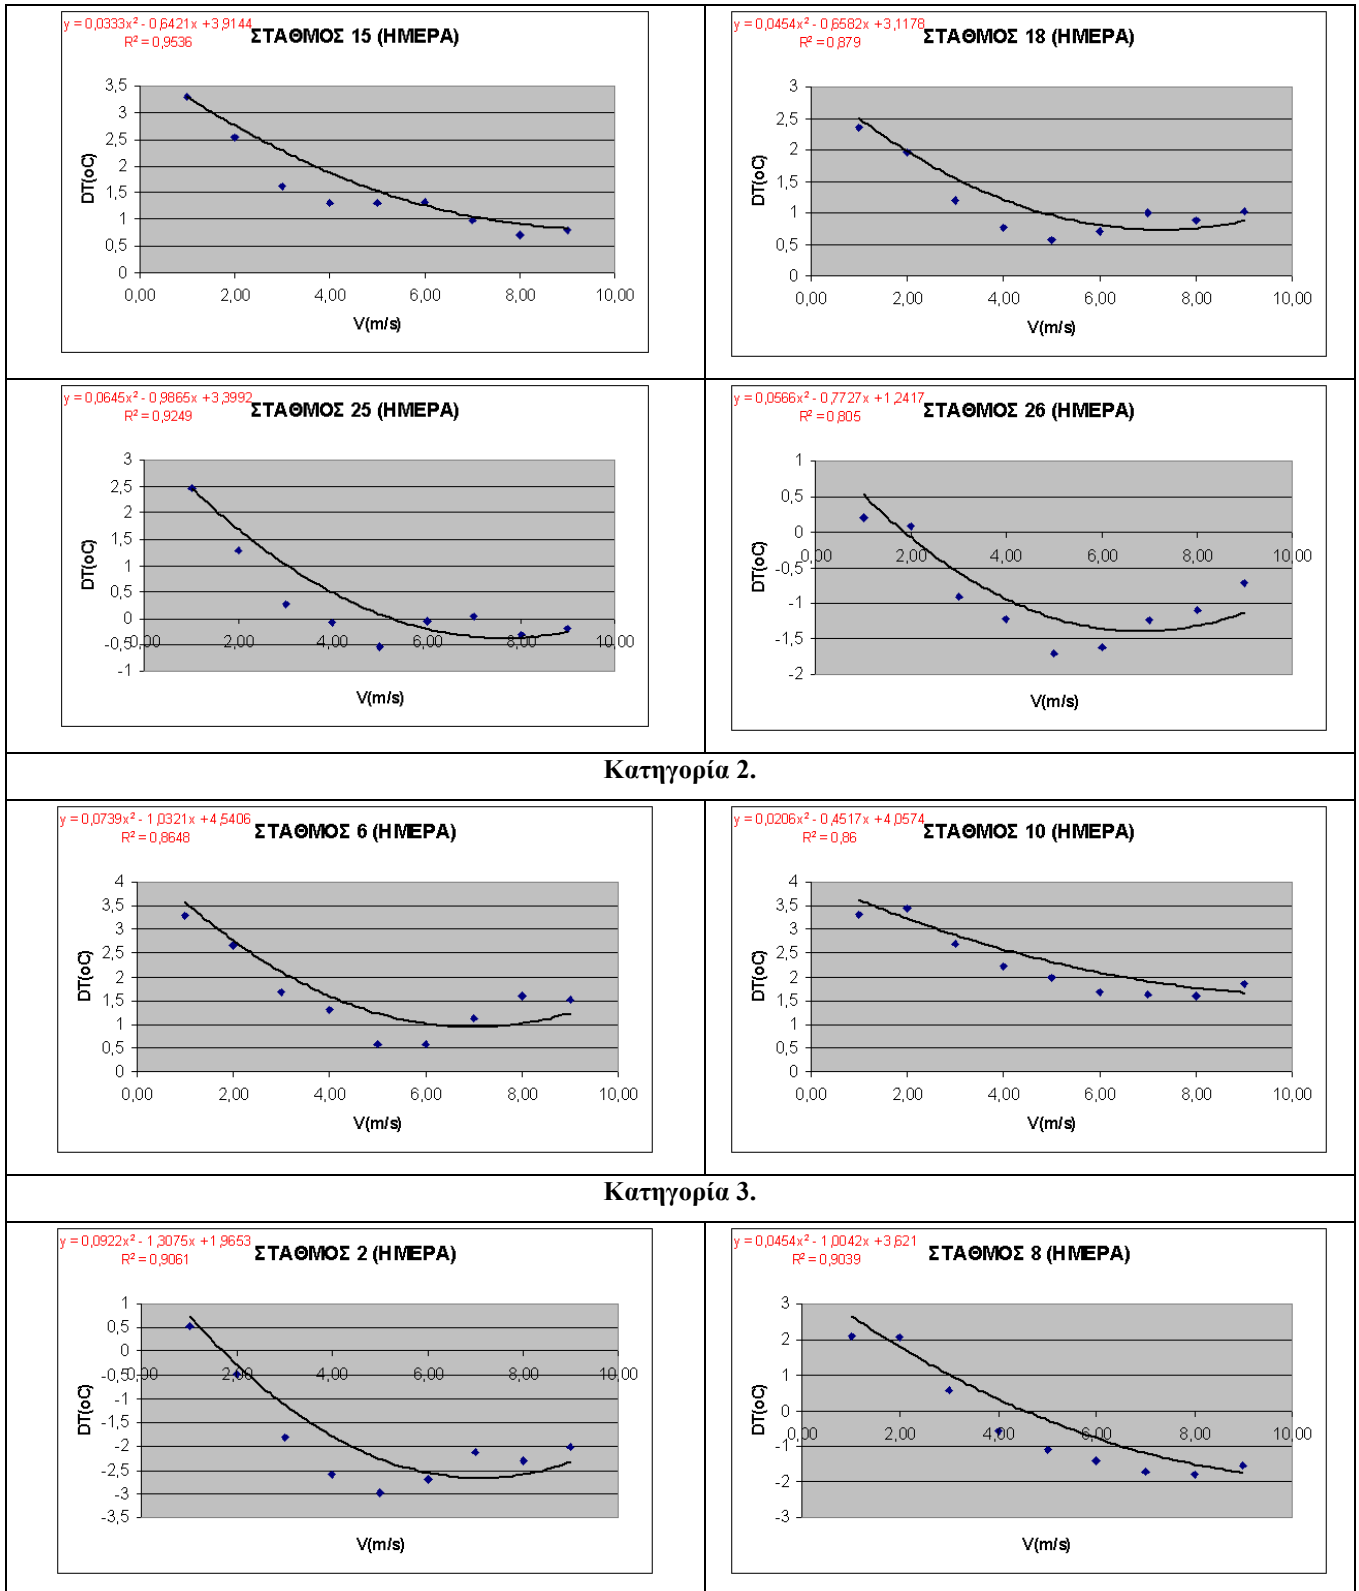 y = 0,0333x² - 0,6421x + 3,9144
R² = 0,9536
ΣΤΑΘΜΟΣ 15 (ΗΜΕΡΑ)
3,5
3
2,5
2
1,5
1
0,5
0
DT(oC)
0,00 2,00 4,00 6,00 8,00 10,00
V(m/s)
y = 0,0454x² - 0,6582x + 3,1178
R² = 0,879
ΣΤΑΘΜΟΣ 18 (ΗΜΕΡΑ)
3
2,5
2
1,5
1
0,5
0
DT(oC)
0,00 2,00 4,00 6,00 8,00 10,00
V(m/s)
y = 0,0645x² - 0,9865x + 3,3992
R² = 0,9249
ΣΤΑΘΜΟΣ 25 (ΗΜΕΡΑ)
3
2,5
2
1,5
1
0,5
0
-0,5
-1
DT(oC)
0,00 2,00 4,00 6,00 8,00 10,00
V(m/s)
y = 0,0566x² - 0,7727x + 1,2417
R² = 0,805
ΣΤΑΘΜΟΣ 26 (ΗΜΕΡΑ)
1
0,5
0
-0,5
-1
-1,5
-2
DT(oC)
0,00 2,00 4,00 6,00 8,00 10,00
V(m/s)
Κατηγορία 2.
y = 0,0739x² - 1,0321x + 4,5406
R² = 0,8648
ΣΤΑΘΜΟΣ 6 (ΗΜΕΡΑ)
4
3,5
3
2,5
2
1,5
1
0,5
0
DT(oC)
0,00 2,00 4,00 6,00 8,00 10,00
V(m/s)
y = 0,0206x² - 0,4517x + 4,0574
R² = 0,86
ΣΤΑΘΜΟΣ 10 (ΗΜΕΡΑ)
4
3,5
3
2,5
2
1,5
1
0,5
0
DT(oC)
0,00 2,00 4,00 6,00 8,00 10,00
V(m/s)
Κατηγορία 3.
y = 0,0922x² - 1,3075x + 1,9653
R² = 0,9061
ΣΤΑΘΜΟΣ 2 (ΗΜΕΡΑ)
1
0,5
0
-0,5
-1
-1,5
-2
-2,5
-3
-3,5
DT(oC)
0,00 2,00 4,00 6,00 8,00 10,00
V(m/s)
y = 0,0454x² - 1,0042x + 3,621
R² = 0,9039
ΣΤΑΘΜΟΣ 8 (ΗΜΕΡΑ)
3
2
1
0
-1
-2
-3
DT(oC)
0,00 2,00 4,00 6,00 8,00 10,00
V(m/s)